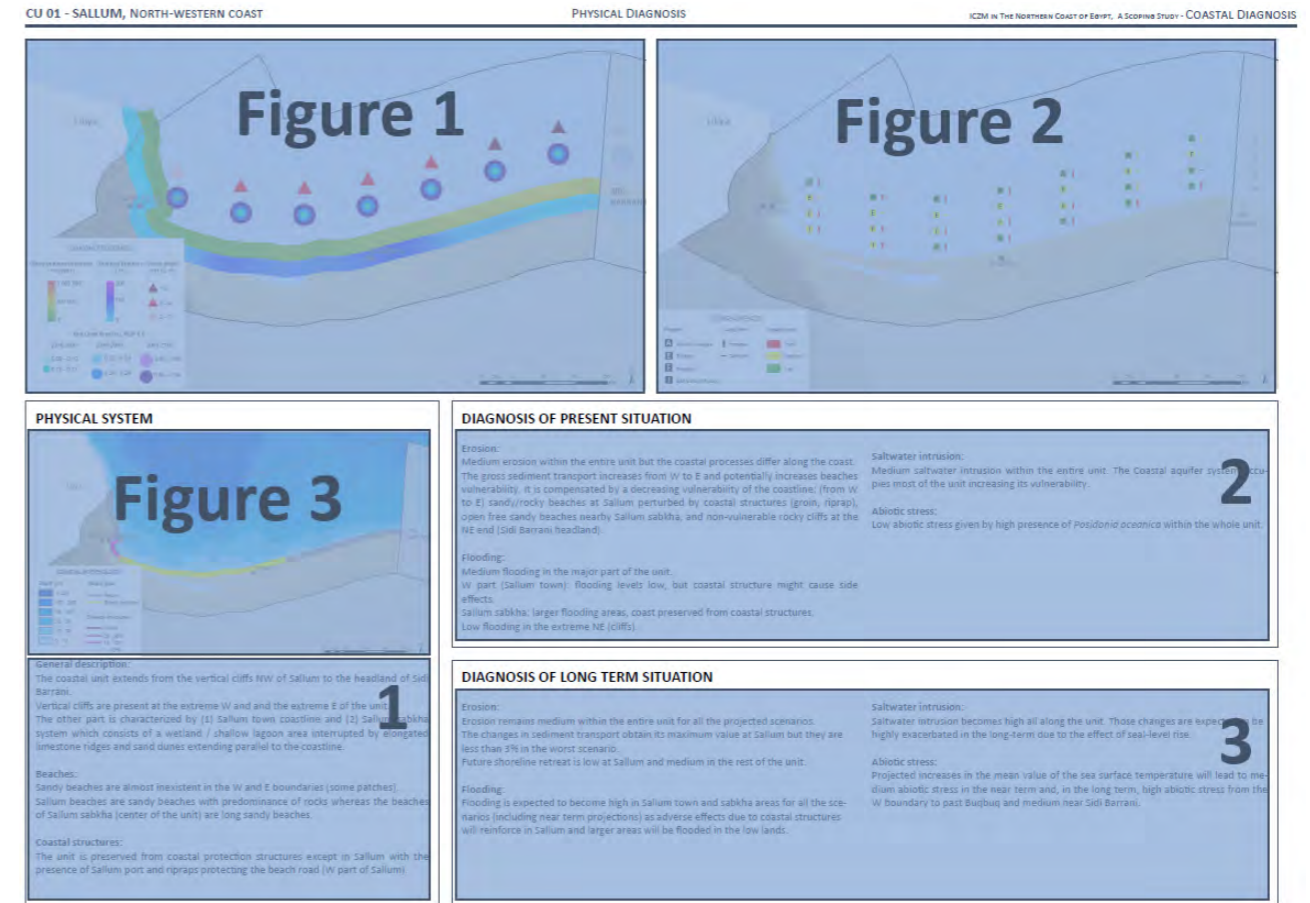 CU 01 - SALLUM, NORTH-WESTERN COAST
PHYSICAL DIAGNOSIS
ICZM IN THE NORTHERN COAST OF EGYPT, A SCOPING STUDY - COASTAL DIAGNOSIS
Figure 1
Figure 2
PHYSICAL SYSTEM
Figure 3
1
General description:
The coastal unit extends from the vertical cliffs NW of Sallum to the headland of Sidi
Barrani.
Vertical cliffs are present at the extreme W and and the extreme E of the unit
The other part is characterized by (1) Sallum town coastline and (2) Sallum sabkha
system which consists of a wetland / shallow lagoon area interrupted by elongated
limestone ridges and sand dunes extending parallel to the coastline.
Beaches:
Sandy beaches are almost inexistent in the W and E boundaries (some patches).
Sallum beaches are sandy beaches with predominance of rocks whereas the beaches
of Sallum sabkha (center of the unit) are long sandy beaches.
Coastal structures:
The unit is preserved from coastal protection structures except in Sallum with the
presence of Sallum port and ripraps protecting the beach road (W part of Sallum)
DIAGNOSIS OF PRESENT SITUATION
2
Erosion:
Medium erosion within the entire unit but the coastal processes differ along the coast.
The gross sediment transport increases from W to E and potentially increases beaches
vulnerability. It is compensated by a decreasing vulnerability of the coastline: (from W
to E) sandy/rocky beaches at Sallum perturbed by coastal structures (groin, riprap),
open free sandy beaches nearby Sallum sabkha, and non-vulnerable rocky cliffs at the
NE end (Sidi Barrani headland).
Flooding:
Medium flooding in the major part of the unit.
W part (Sallum town): flooding levels low, but coastal structure might cause side
effects.
Sallum sabkha: larger flooding areas, coast preserved from coastal structures.
Low flooding in the extreme NE (cliffs).
Saltwater intrusion:
Medium saltwater intrusion within the entire unit. The Coastal aquifer system occu-
pies most of the unit increasing its vulnerability.
Abiotic stress:
Low abiotic stress given by high presence of Posidonia oceanica within the whole unit.
DIAGNOSIS OF LONG TERM SITUATION
3
Erosion:
Erosion remains medium within the entire unit for all the projected scenarios.
The changes in sediment transport obtain its maximum value at Sallum but they are
less than 3% in the worst scenario.
Future shoreline retreat is low at Sallum and medium in the rest of the unit.
Flooding:
Flooding is expected to become high in Sallum town and sabkha areas for all the sce-
narios (including near term projections) as adverse effects due to coastal structures
will reinforce in Sallum and larger areas will be flooded in the low lands.
Saltwater intrusion:
Saltwater intrusion becomes high all along the unit. Those changes are expected to be
highly exacerbated in the long-term due to the effect of seal-level rise.
Abiotic stress:
Projected increases in the mean value of the sea surface temperature will lead to me-
dium abiotic stress in the near term and, in the long term, high abiotic stress from the
W boundary to past Buqbuq and medium near Sidi Barrani.